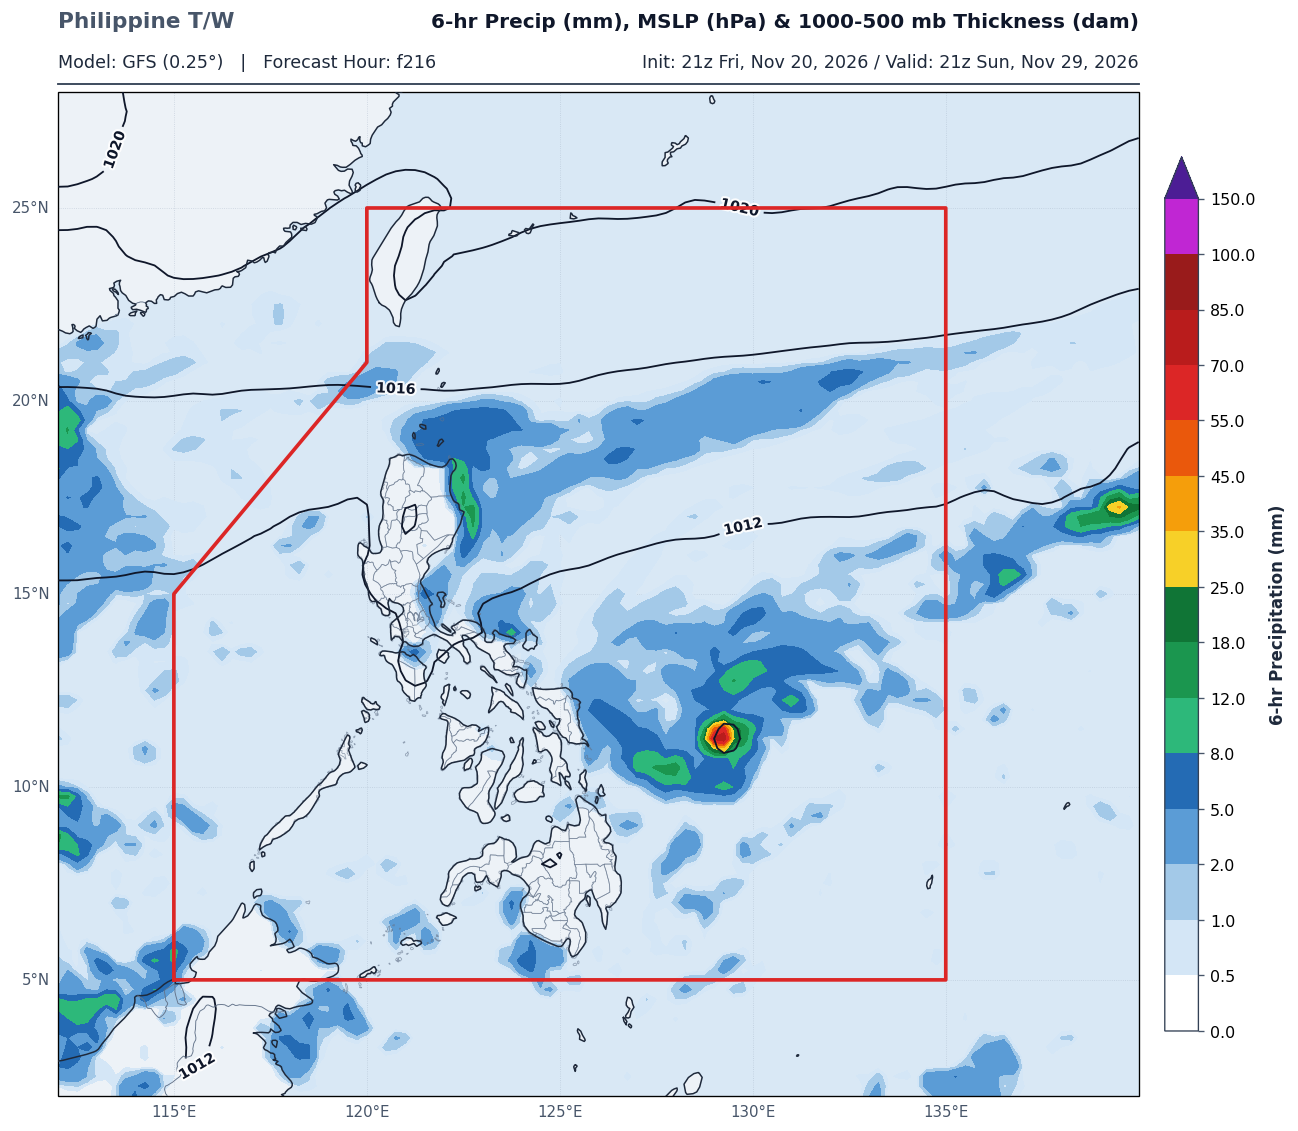 Philippine T/W
6-hr Precip (mm), MSLP (hPa) & 1000-500 mb Thickness (dam)
Model: GFS (0.25°) | Forecast Hour: f216
Init: 21z Fri, Nov 20, 2026 / Valid: 21z Sun, Nov 29, 2026
1020
1020
1016
1012
1012
25°N
20°N
15°N
10°N
5°N
115°E
120°E
125°E
130°E
135°E
150.0
100.0
85.0
70.0
55.0
45.0
35.0
25.0
18.0
12.0
8.0
5.0
2.0
1.0
0.5
0.0
6-hr Precipitation (mm)